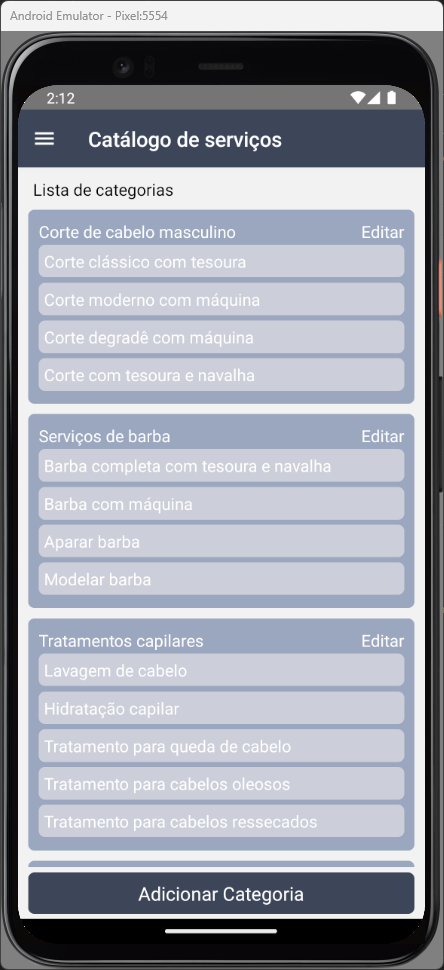 Android Emulator - Pixel:5554
2:12
Catálogo de serviços
Lista de categorias
Corte de cabelo masculino Editar
Corte clássico com tesoura
Corte moderno com máquina
Corte degradê com máquina
Corte com tesoura e navalha
Serviços de barba Editar
Barba completa com tesoura e navalha
Barba com máquina
Aparar barba
Modelar barba
Tratamentos capilares Editar
Lavagem de cabelo
Hidratação capilar
Tratamento para queda de cabelo
Tratamento para cabelos oleosos
Tratamento para cabelos ressecados
Adicionar Categoria